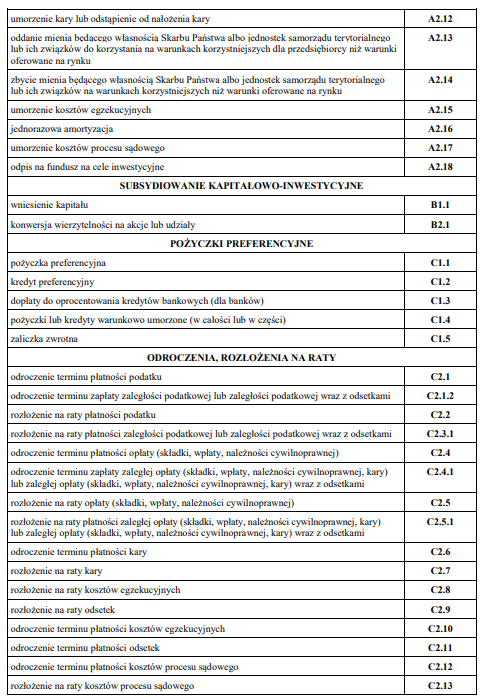 umorzenie kary lub odstąpienie od nałożenia kary A2.12
oddanie mienia będącego własnością Skarbu Państwa albo jednostek samorządu terytorialnego A2.13
lub ich związków do korzystania na warunkach korzystniejszych dla przedsiębiorcy niż warunki
oferowane na rynku
zbycie mienia będącego własnością Skarbu Państwa albo jednostek samorządu terytorialnego A2.14
lub ich związków na warunkach korzystniejszych niż warunki oferowane na rynku
umorzenie kosztów egzekucyjnych A2.15
jednorazowa amortyzacja A2.16
umorzenie kosztów procesu sądowego A2.17
odpis na fundusz na cele inwestycyjne A2.18
SUBSYDIOWANIE KAPITAŁOWO-INWESTYCYJNE
wniesienie kapitału B1.1
konwersja wierzytelności na akcje lub udziały B2.1
POŻYCZKI PREFERENCYJNE
pożyczka preferencyjna C1.1
kredyt preferencyjny C1.2
dopłaty do oprocentowania kredytów bankowych (dla banków) C1.3
pożyczki lub kredyty warunkowo umorzone (w całości lub w części) C1.4
zaliczka zwrotna C1.5
ODROCZENIA, ROZŁOŻENIA NA RATY
odroczenie terminu płatności podatku C2.1
odroczenie terminu zapłaty zaległości podatkowej lub zaległości podatkowej wraz z odsetkami C2.1.2
rozłożenie na raty płatności podatku C2.2
rozłożenie na raty płatności zaległości podatkowej lub zaległości podatkowej wraz z odsetkami C2.3.1
odroczenie terminu płatności opłaty (składki, wpłaty, należności cywilnoprawnej) C2.4
odroczenie terminu zapłaty zaległej opłaty (składki, wpłaty, należności cywilnoprawnej, kary) C2.4.1
lub zaległej opłaty (składki, wpłaty, należności cywilnoprawnej, kary) wraz z odsetkami
rozłożenie na raty opłaty (składki, wpłaty, należności cywilnoprawnej) C2.5
rozłożenie na raty płatności zaległej opłaty (składki, wpłaty, należności cywilnoprawnej, kary) C2.5.1
lub zaległej opłaty (składki, wpłaty, należności cywilnoprawnej, kary) wraz z odsetkami
odroczenie terminu płatności kary C2.6
rozłożenie na raty kary C2.7
rozłożenie na raty kosztów egzekucyjnych C2.8
rozłożenie na raty odsetek C2.9
odroczenie terminu płatności kosztów egzekucyjnych C2.10
odroczenie terminu płatności odsetek C2.11
odroczenie terminu płatności kosztów procesu sądowego C2.12
rozłożenie na raty kosztów procesu sądowego C2.13